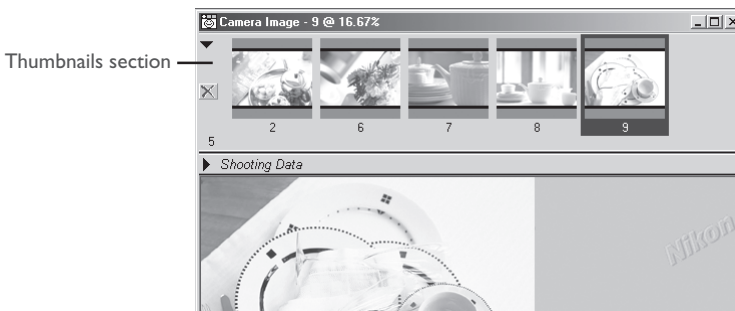 Camera Image - 9 @ 16.67%
Thumbnails section
2 6 7 8 9
5
Shooting Data
Nikon